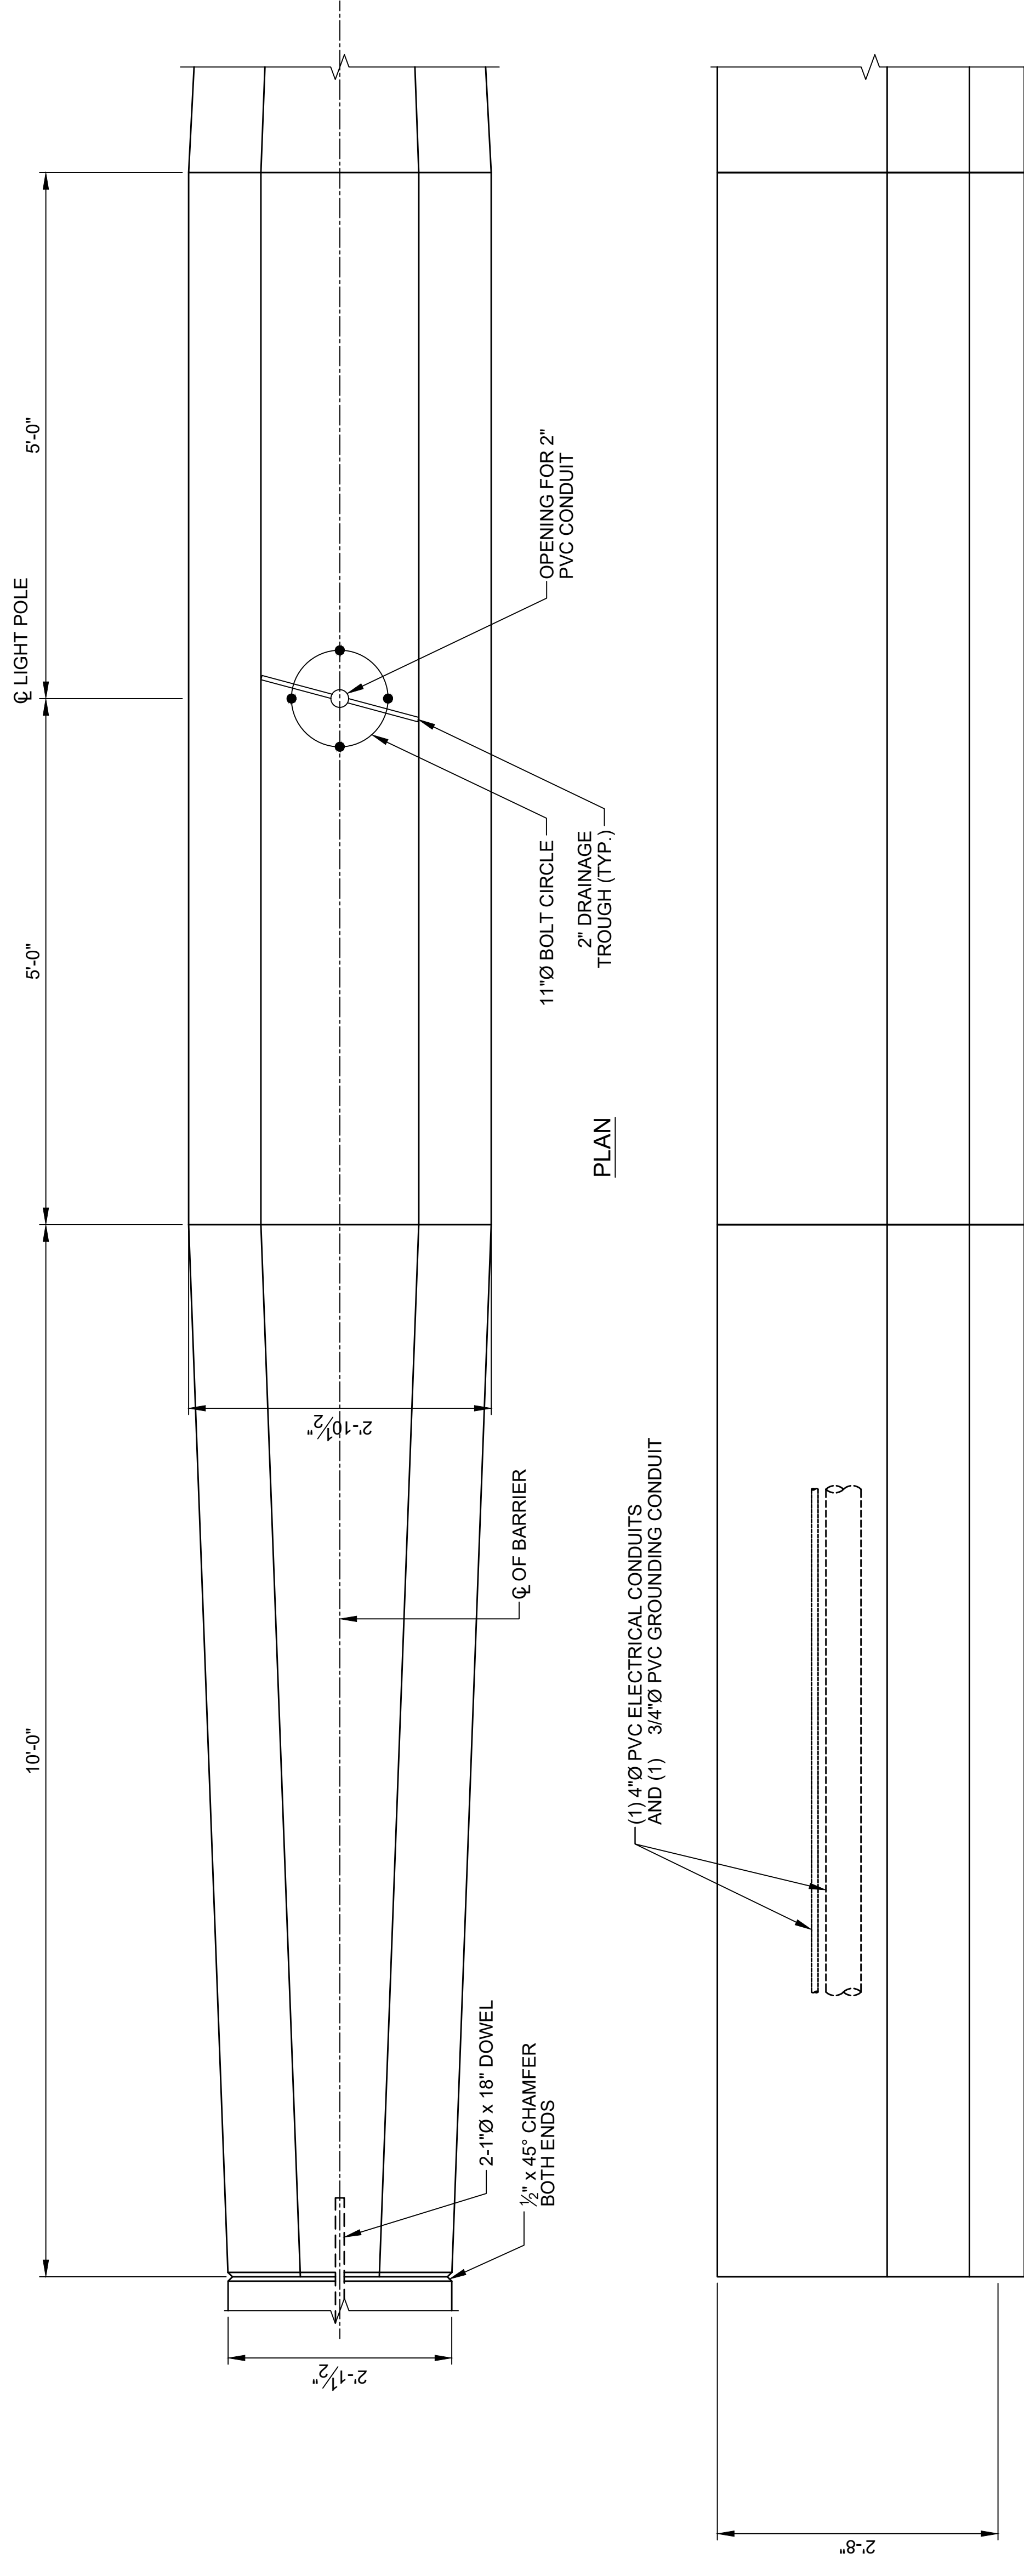 ℄ LIGHT POLE
10'-0"
5'-0"
5'-0"
2'-10½"
2'-1½"
OPENING FOR 2"
PVC CONDUIT
11"Ø BOLT CIRCLE
2" DRAINAGE
TROUGH (TYP.)
℄ OF BARRIER
2-1"Ø x 18" DOWEL
½" x 45° CHAMFER
BOTH ENDS
PLAN
(1) 4"Ø PVC ELECTRICAL CONDUITS
AND (1) 3/4"Ø PVC GROUNDING CONDUIT
2'-8"